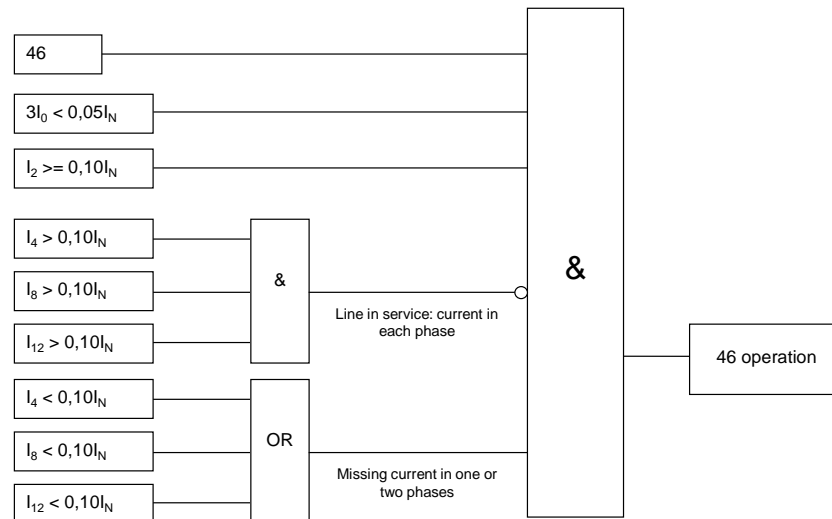 46
3I₀ < 0,05Iₙ
I₂ >= 0,10Iₙ
I₄ > 0,10Iₙ
I₈ > 0,10Iₙ
I₁₂ > 0,10Iₙ
&
Line in service: current in
each phase
&
46 operation
I₄ < 0,10Iₙ
I₈ < 0,10Iₙ
I₁₂ < 0,10Iₙ
OR
Missing current in one or
two phases